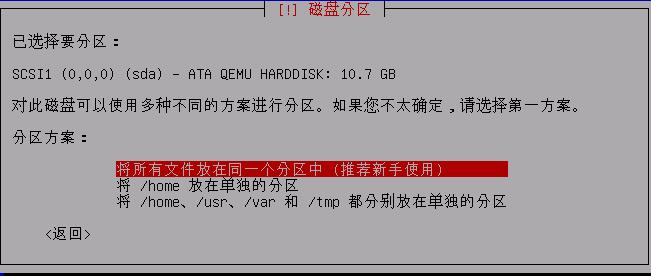 [!] 磁盘分区
已选择要分区：
SCSI1 (0,0,0) (sda) - ATA QEMU HARDDISK: 10.7 GB
对此磁盘可以使用多种不同的方案进行分区。如果您不太确定，请选择第一方案。
分区方案：
将所有文件放在同一个分区中 (推荐新手使用)
将 /home 放在单独的分区
将 /home、/usr、/var 和 /tmp 都分别放在单独的分区
<返回>